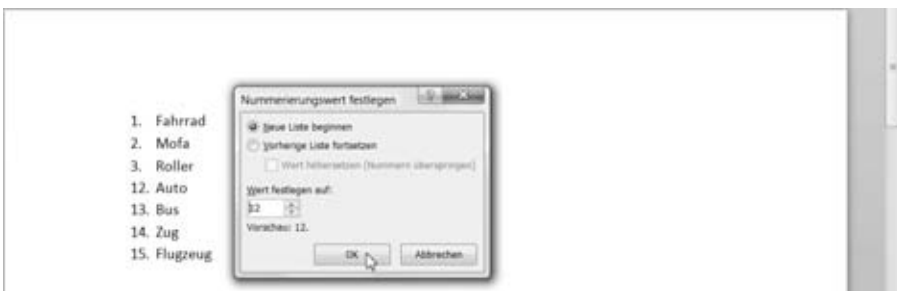 1. Fahrrad
2. Mofa
3. Roller
12. Auto
13. Bus
14. Zug
15. Flugzeug
Nummerierungswert festlegen
Neue Liste beginnen
Vorherige Liste fortsetzen
Wert höhersetzen (Nummern überspringen)
Wert festlegen auf:
12
Vorschau: 12.
OK
Abbrechen